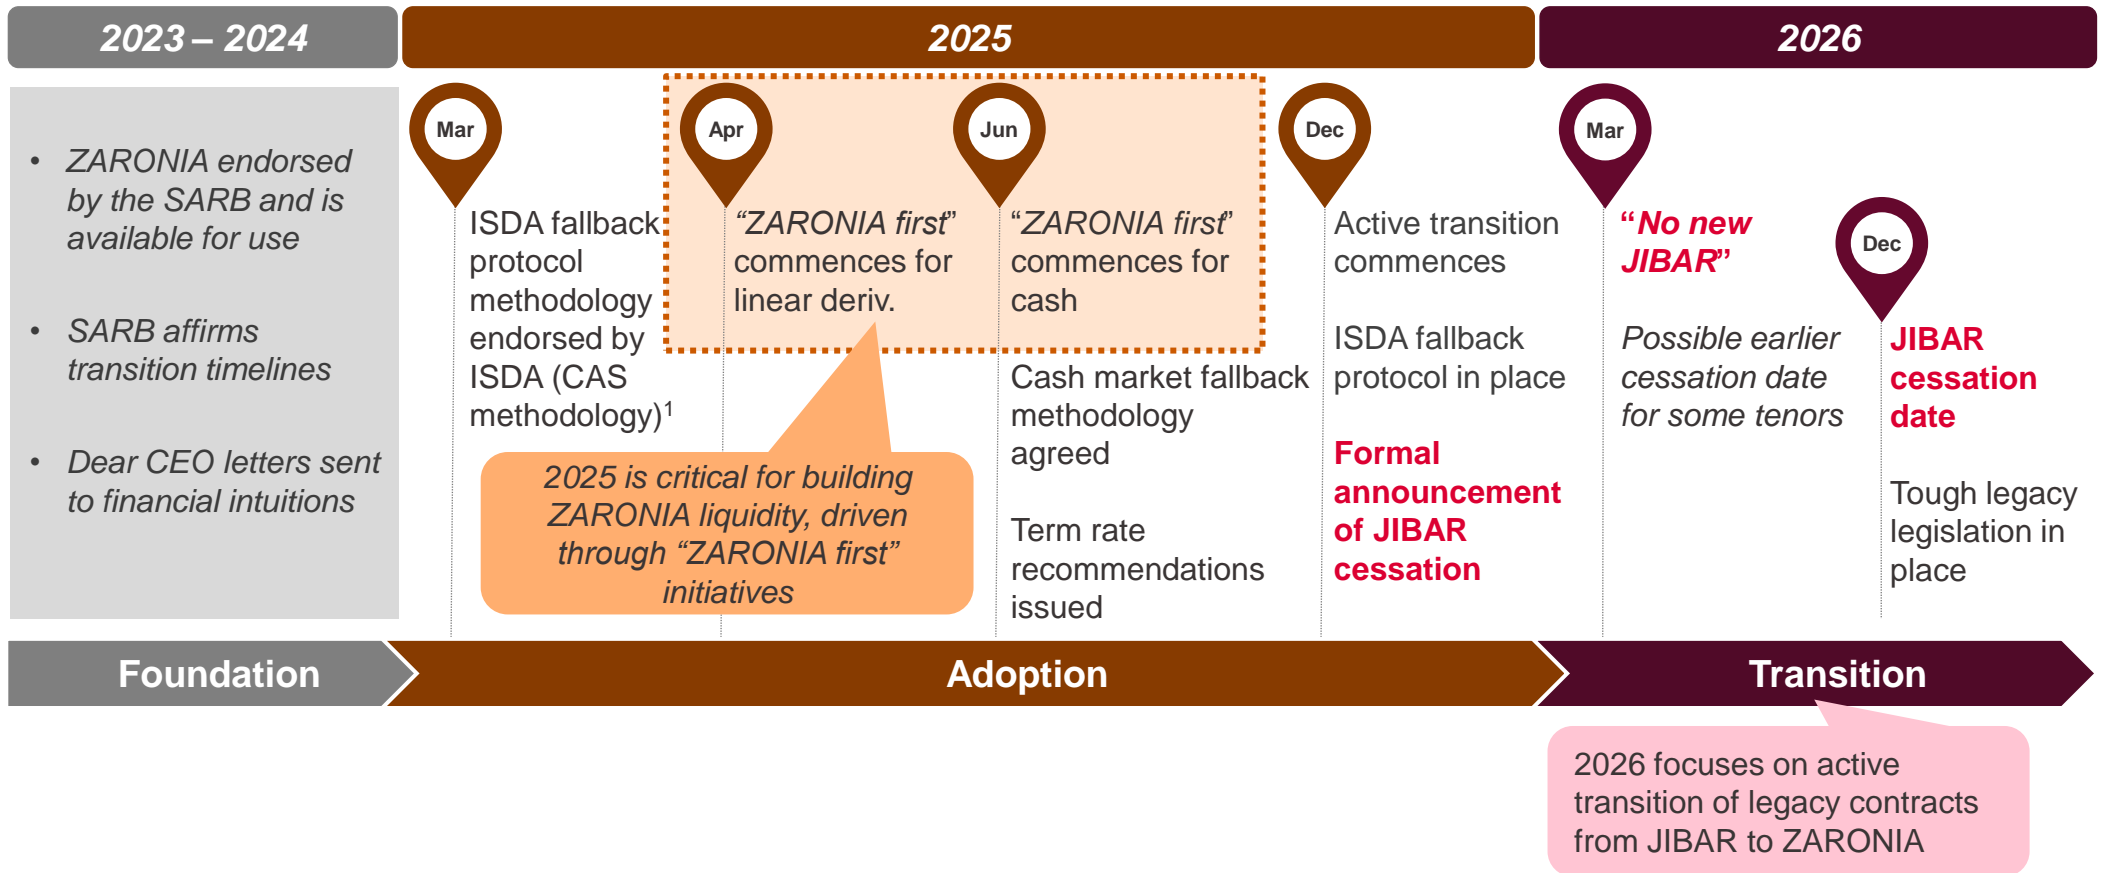 2023 – 2024
2025
2026
• ZARONIA endorsed
by the SARB and is
available for use
• SARB affirms
transition timelines
• Dear CEO letters sent
to financial intuitions
Mar
ISDA fallback
protocol
methodology
endorsed by
ISDA (CAS
methodology)¹
Apr
“ZARONIA first”
commences for
linear deriv.
Jun
“ZARONIA first”
commences for
cash
Cash market fallback
methodology
agreed
Term rate
recommendations
issued
2025 is critical for building
ZARONIA liquidity, driven
through “ZARONIA first”
initiatives
Dec
Active transition
commences
ISDA fallback
protocol in place
Formal
announcement
of JIBAR
cessation
Mar
“No new
JIBAR”
Possible earlier
cessation date
for some tenors
Dec
JIBAR
cessation
date
Tough legacy
legislation in
place
Foundation
Adoption
Transition
2026 focuses on active
transition of legacy contracts
from JIBAR to ZARONIA